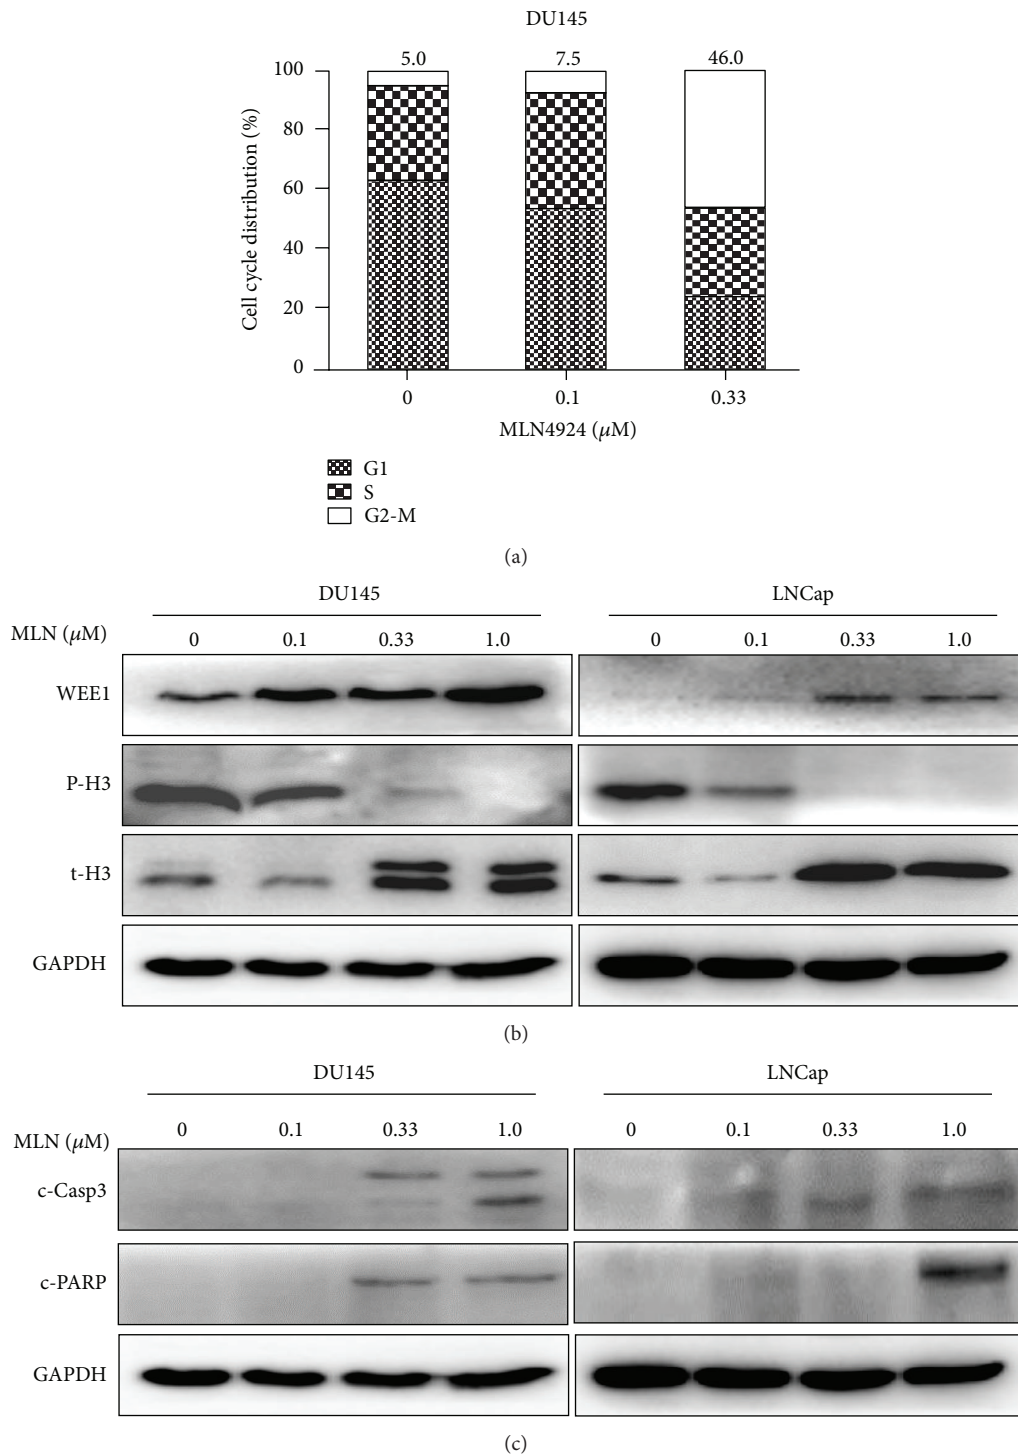 DU145
5.0 7.5 46.0
100
80
60
40
20
0
Cell cycle distribution (%)
0 0.1 0.33
MLN4924 (μM)
G1
S
G2-M
(a)
DU145 LNCap
MLN (μM) 0 0.1 0.33 1.0 0 0.1 0.33 1.0
WEE1
P-H3
t-H3
GAPDH
(b)
DU145 LNCap
MLN (μM) 0 0.1 0.33 1.0 0 0.1 0.33 1.0
c-Casp3
c-PARP
GAPDH
(c)